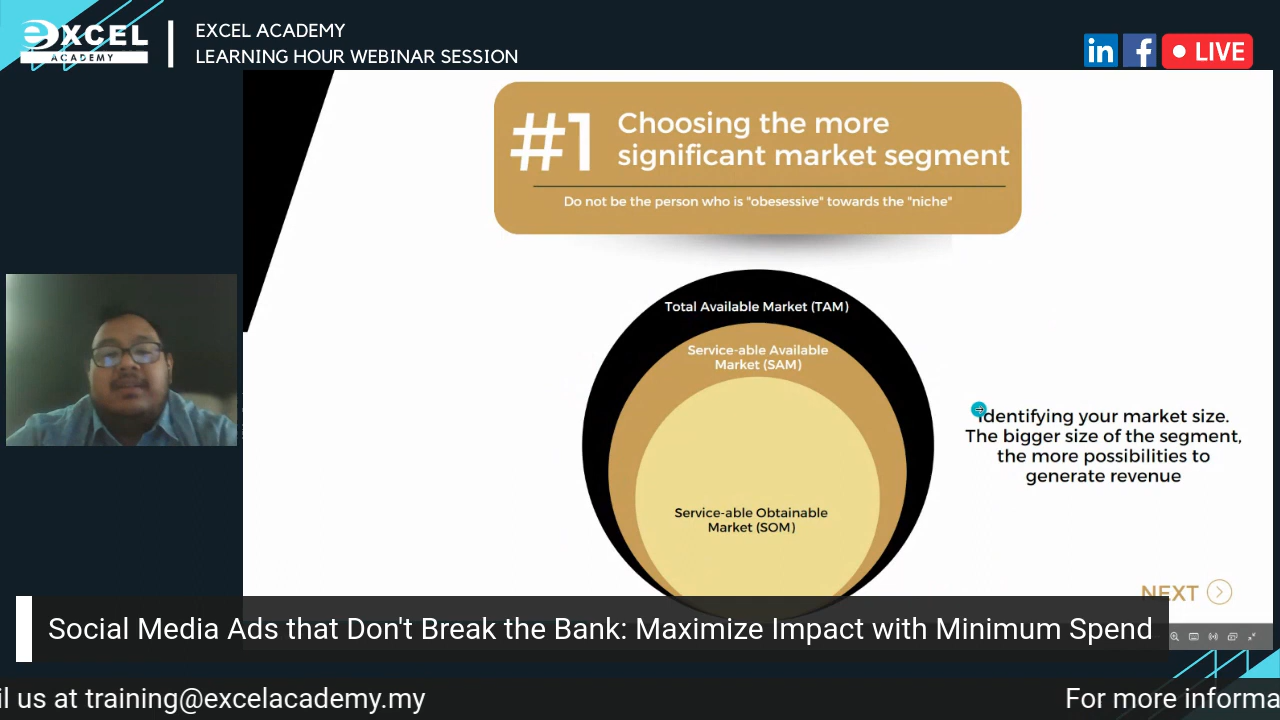 eXCEL
ACADEMY
EXCEL ACADEMY
LEARNING HOUR WEBINAR SESSION
in f LIVE
#1
Choosing the more
significant market segment
Do not be the person who is "obesessive" towards the "niche"
Total Available Market (TAM)
Service-able Available
Market (SAM)
Service-able Obtainable
Market (SOM)
Identifying your market size.
The bigger size of the segment,
the more possibilities to
generate revenue
NEXT
Social Media Ads that Don't Break the Bank: Maximize Impact with Minimum Spend
il us at training@excelacademy.my
For more informa